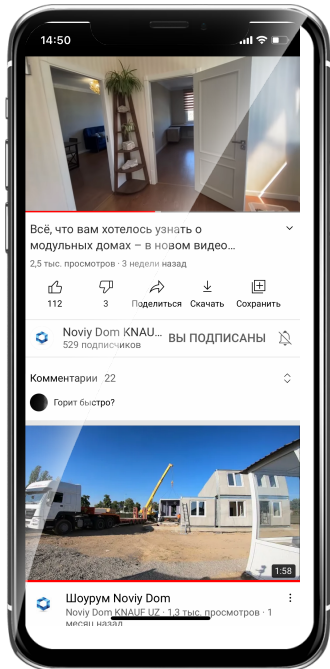 14:50
Всё, что вам хотелось узнать о
модульных домах – в новом видео...
2,5 тыс. просмотров · 3 недели назад
112
3
Поделиться
Скачать
Сохранить
Noviy Dom KNAU...
529 подписчиков
ВЫ ПОДПИСАНЫ
Комментарии 22
Горит быстро?
1:58
Шоурум Noviy Dom
Noviy Dom KNAUF UZ · 1,3 тыс. просмотров · 1
месяц назад